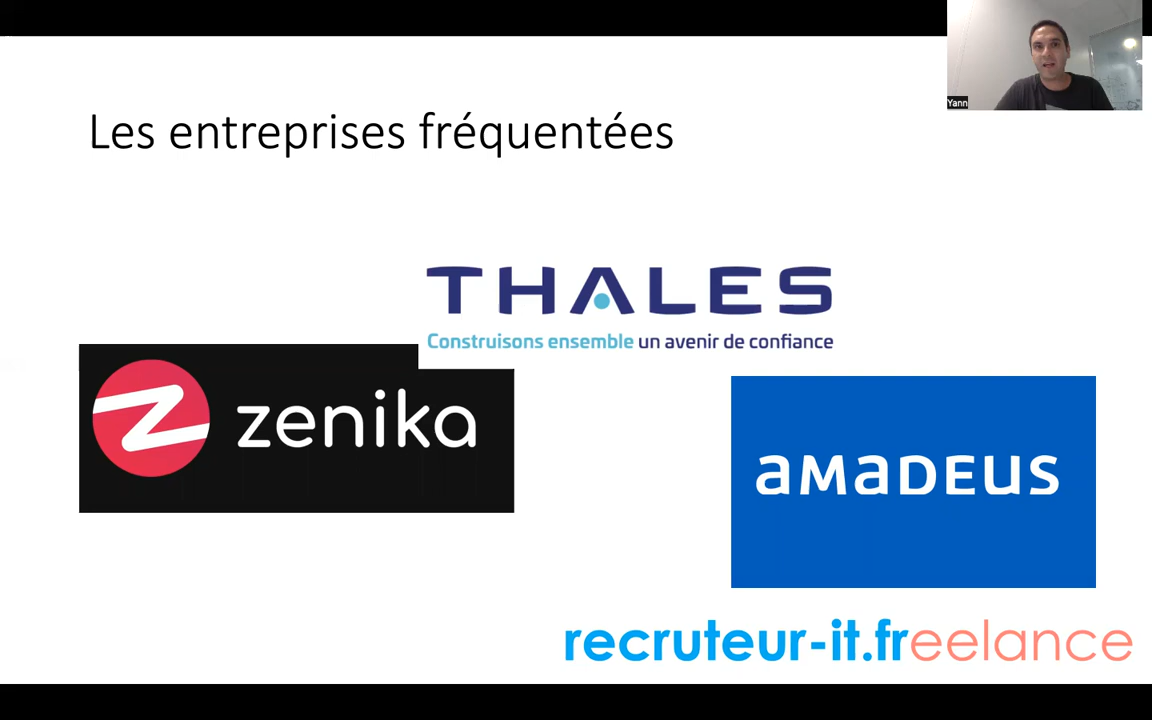 Yann
Les entreprises fréquentées
THALES
Construisons ensemble un avenir de confiance
zenika
amadeus
recruteur-it.freelance